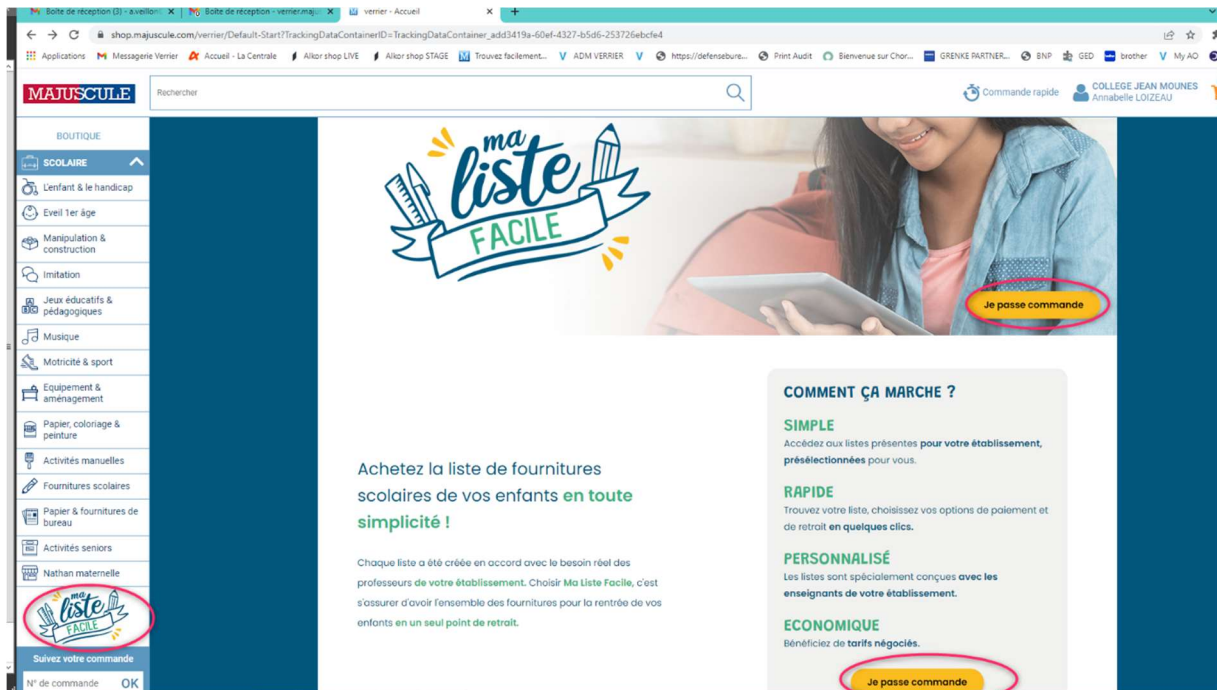 Boîte de réception (3) - a.veillon
Boîte de réception - verrier.maju
verrier - Accueil
shop.majuscule.com/verrier/Default-Start?TrackingDataContainerID=TrackingDataContainer_add3419a-60ef-4327-b5d6-253726ebcfe4
Applications Messagerie Verrier Accueil - La Centrale Alkor shop LIVE Alkor shop STAGE Trouvez facilement... ADM VERRIER https://defensebure... Print Audit Bienvenue sur Chor... GRENKE PARTNER... BNP GED brother My AO
MAJUSCULE
Rechercher
Commande rapide
COLLEGE JEAN MOUNES
Annabelle LOIZEAU
BOUTIQUE
SCOLAIRE
L'enfant & le handicap
Eveil 1er âge
Manipulation &
construction
Imitation
Jeux éducatifs &
pédagogiques
Musique
Motricité & sport
Equipement &
aménagement
Papier, coloriage &
peinture
Activités manuelles
Fournitures scolaires
Papier & fournitures de
bureau
Activités seniors
Nathan maternelle
ma
liste
FACILE
Suivez votre commande
N° de commande OK
ma
liste
FACILE
Je passe commande
Achetez la liste de fournitures
scolaires de vos enfants en toute
simplicité !
Chaque liste a été créée en accord avec le besoin réel des
professeurs de votre établissement. Choisir Ma Liste Facile, c'est
s'assurer d'avoir l'ensemble des fournitures pour la rentrée de vos
enfants en un seul point de retrait.
COMMENT ÇA MARCHE ?
SIMPLE
Accédez aux listes présentes pour votre établissement,
présélectionnées pour vous.
RAPIDE
Trouvez votre liste, choisissez vos options de paiement et
de retrait en quelques clics.
PERSONNALISÉ
Les listes sont spécialement conçues avec les
enseignants de votre établissement.
ECONOMIQUE
Bénéficiez de tarifs négociés.
Je passe commande